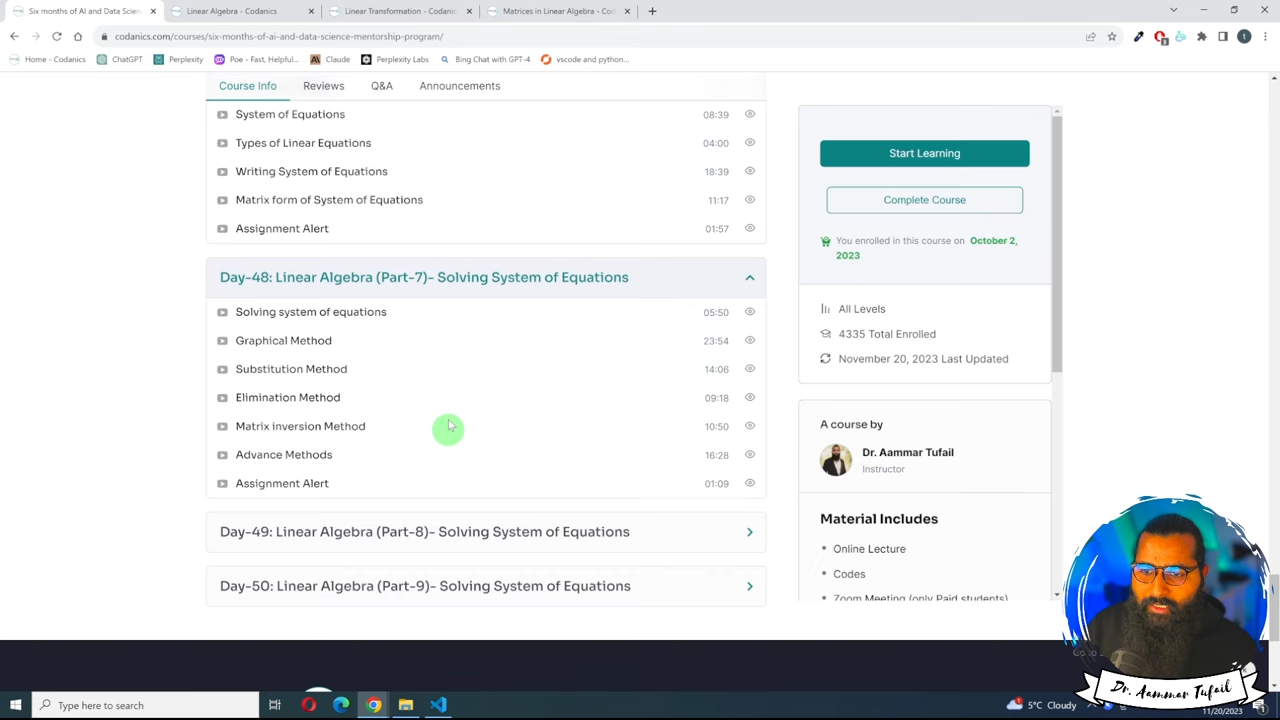 Six months of AI and Data Scien
Linear Algebra - Codanics
Linear Transformation - Codanic
Matrices in Linear Algebra - Cod
codanics.com/courses/six-months-of-ai-and-data-science-mentorship-program/
Home - Codanics
ChatGPT
Perplexity
Poe - Fast, Helpful...
Claude
Perplexity Labs
Bing Chat with GPT-4
vscode and python...
Course Info
Reviews
Q&A
Announcements
System of Equations 08:39
Types of Linear Equations 04:00
Writing System of Equations 18:39
Matrix form of System of Equations 11:17
Assignment Alert 01:57
Day-48: Linear Algebra (Part-7)- Solving System of Equations
Solving system of equations 05:50
Graphical Method 23:54
Substitution Method 14:06
Elimination Method 09:18
Matrix inversion Method 10:50
Advance Methods 16:28
Assignment Alert 01:09
Day-49: Linear Algebra (Part-8)- Solving System of Equations
Day-50: Linear Algebra (Part-9)- Solving System of Equations
Start Learning
Complete Course
You enrolled in this course on October 2,
2023
All Levels
4335 Total Enrolled
November 20, 2023 Last Updated
A course by
Dr. Aammar Tufail
Instructor
Material Includes
Online Lecture
Codes
Zoom Meeting (only Paid students)
Dr. Aammar Tufail
Type here to search
5°C Cloudy
11/20/2023